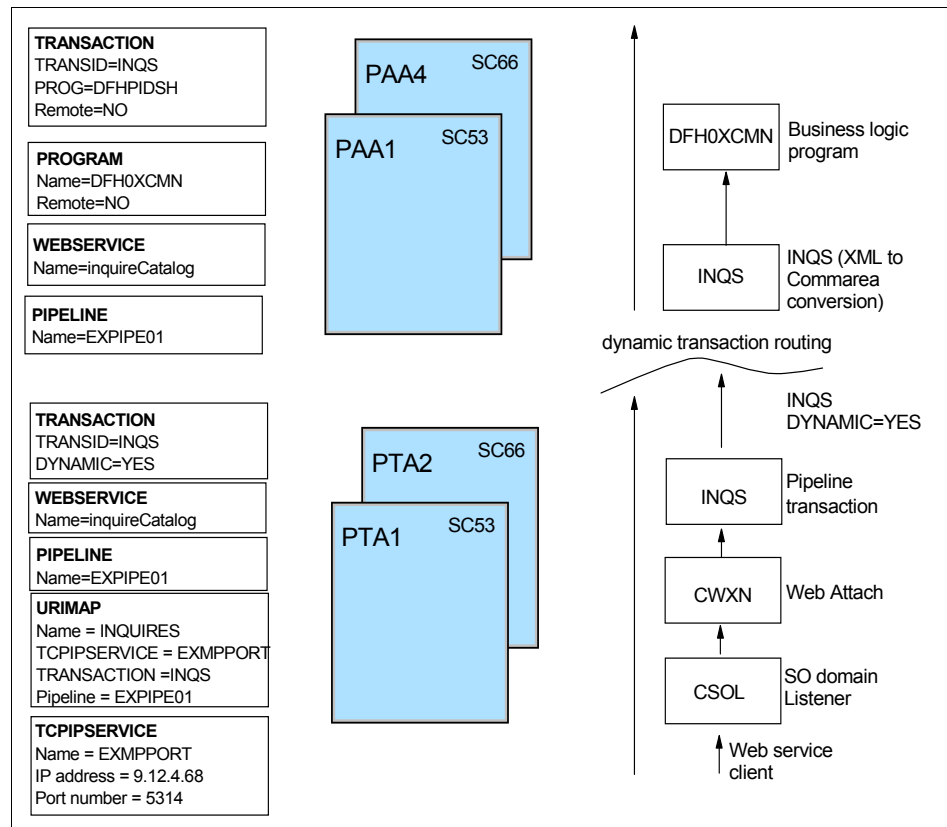 TRANSACTION
TRANSID=INQS
PROG=DFHPIDSH
Remote=NO
PROGRAM
Name=DFH0XCMN
Remote=NO
WEBSERVICE
Name=inquireCatalog
PIPELINE
Name=EXPIPE01
PAA4
SC66
PAA1
SC53
DFH0XCMN
Business logic
program
INQS
INQS (XML to
Commarea
conversion)
dynamic transaction routing
TRANSACTION
TRANSID=INQS
DYNAMIC=YES
WEBSERVICE
Name=inquireCatalog
PIPELINE
Name=EXPIPE01
URIMAP
Name = INQUIRES
TCPIPSERVICE = EXMPPORT
TRANSACTION =INQS
Pipeline = EXPIPE01
TCPIPSERVICE
Name = EXMPPORT
IP address = 9.12.4.68
Port number = 5314
PTA2
SC66
PTA1
SC53
INQS
DYNAMIC=YES
INQS
Pipeline
transaction
CWXN
Web Attach
CSOL
SO domain
Listener
Web service
client